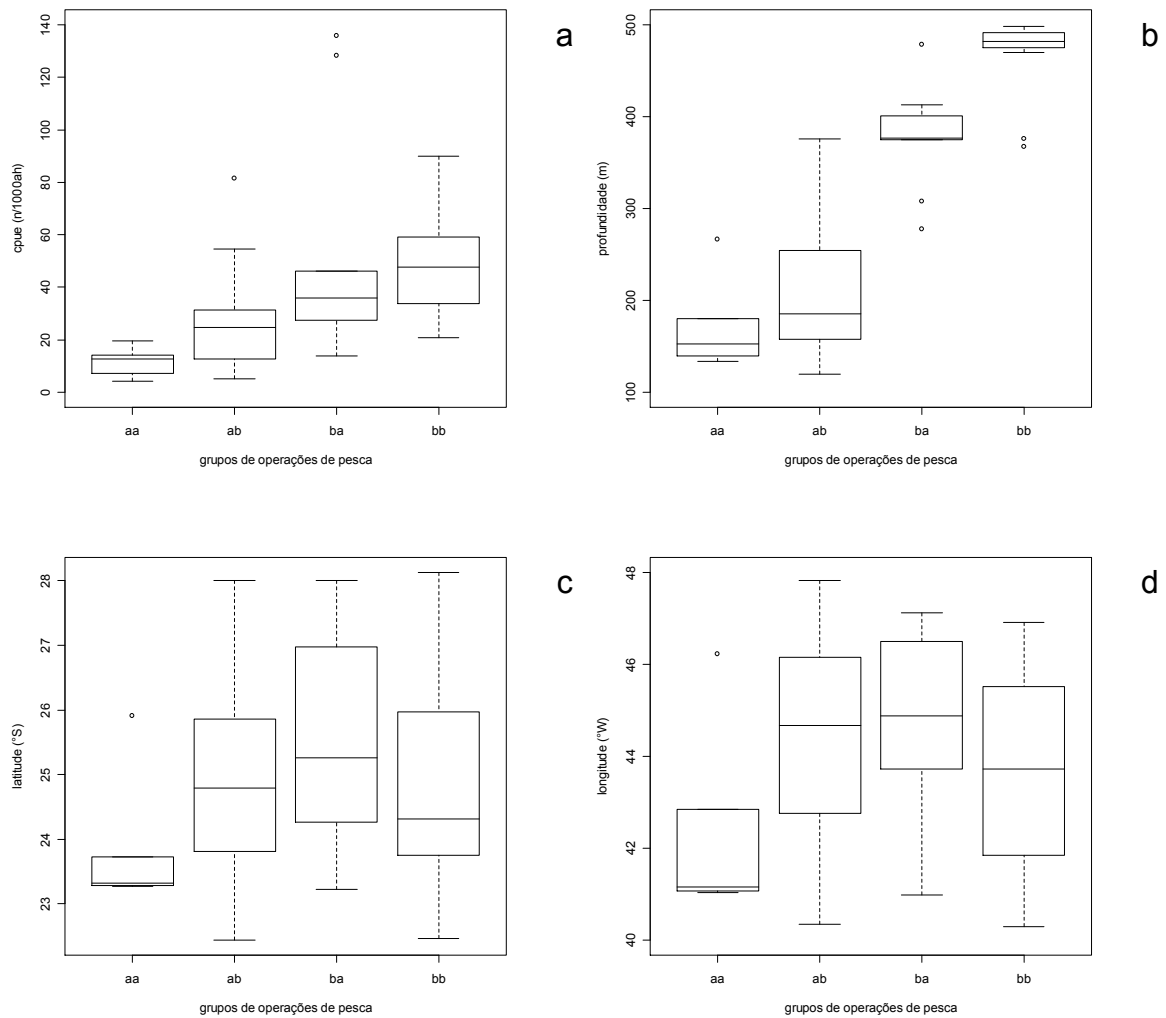 a
cpue (n/1000ah)
140
120
100
80
60
40
20
0
aa ab ba bb
grupos de operações de pesca
b
profundidade (m)
500
400
300
200
100
aa ab ba bb
grupos de operações de pesca
c
latitude (°S)
28
27
26
25
24
23
aa ab ba bb
grupos de operações de pesca
d
longitude (°W)
48
46
44
42
40
aa ab ba bb
grupos de operações de pesca